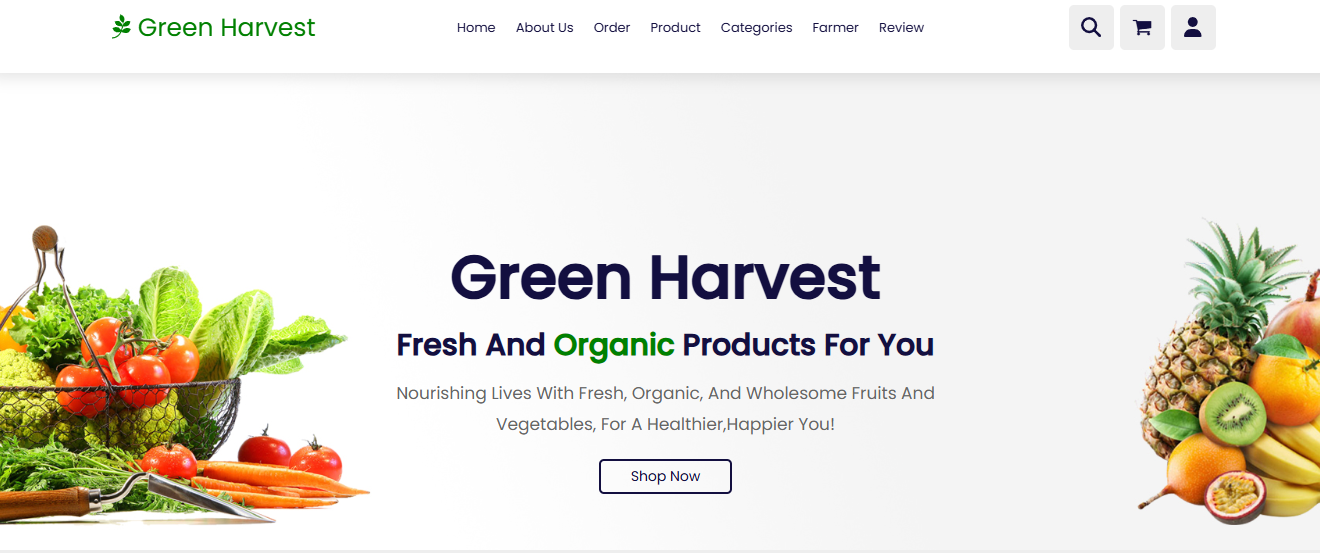 Green Harvest
Home About Us Order Product Categories Farmer Review
Green Harvest
Fresh And Organic Products For You
Nourishing Lives With Fresh, Organic, And Wholesome Fruits And
Vegetables, For A Healthier,Happier You!
Shop Now